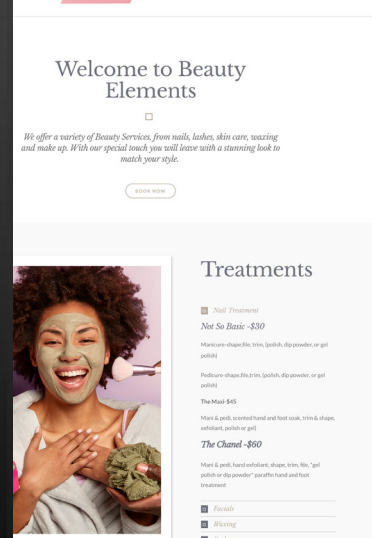 Welcome to Beauty
Elements
We offer a variety of Beauty Services, from nails, lashes, skin care, waxing
and make up. With our special touch you will leave with a stunning look to
match your style.
BOOK NOW
Treatments
Nail Treatment
Not So Basic -$30
Manicure-shape,file, trim, (polish, dip powder, or gel
polish)
Pedicure-shape,file,trim, (polish, dip powder, or gel
polish)
The Maxi-$45
Mani & pedi, scented hand and foot soak, trim & shape,
exfoliant, polish or gel)
The Chanel -$60
Mani & pedi, hand exfoliant, shape, trim, file, "gel
polish or dip powder" paraffin hand and foot
treatment
Facials
Waxing